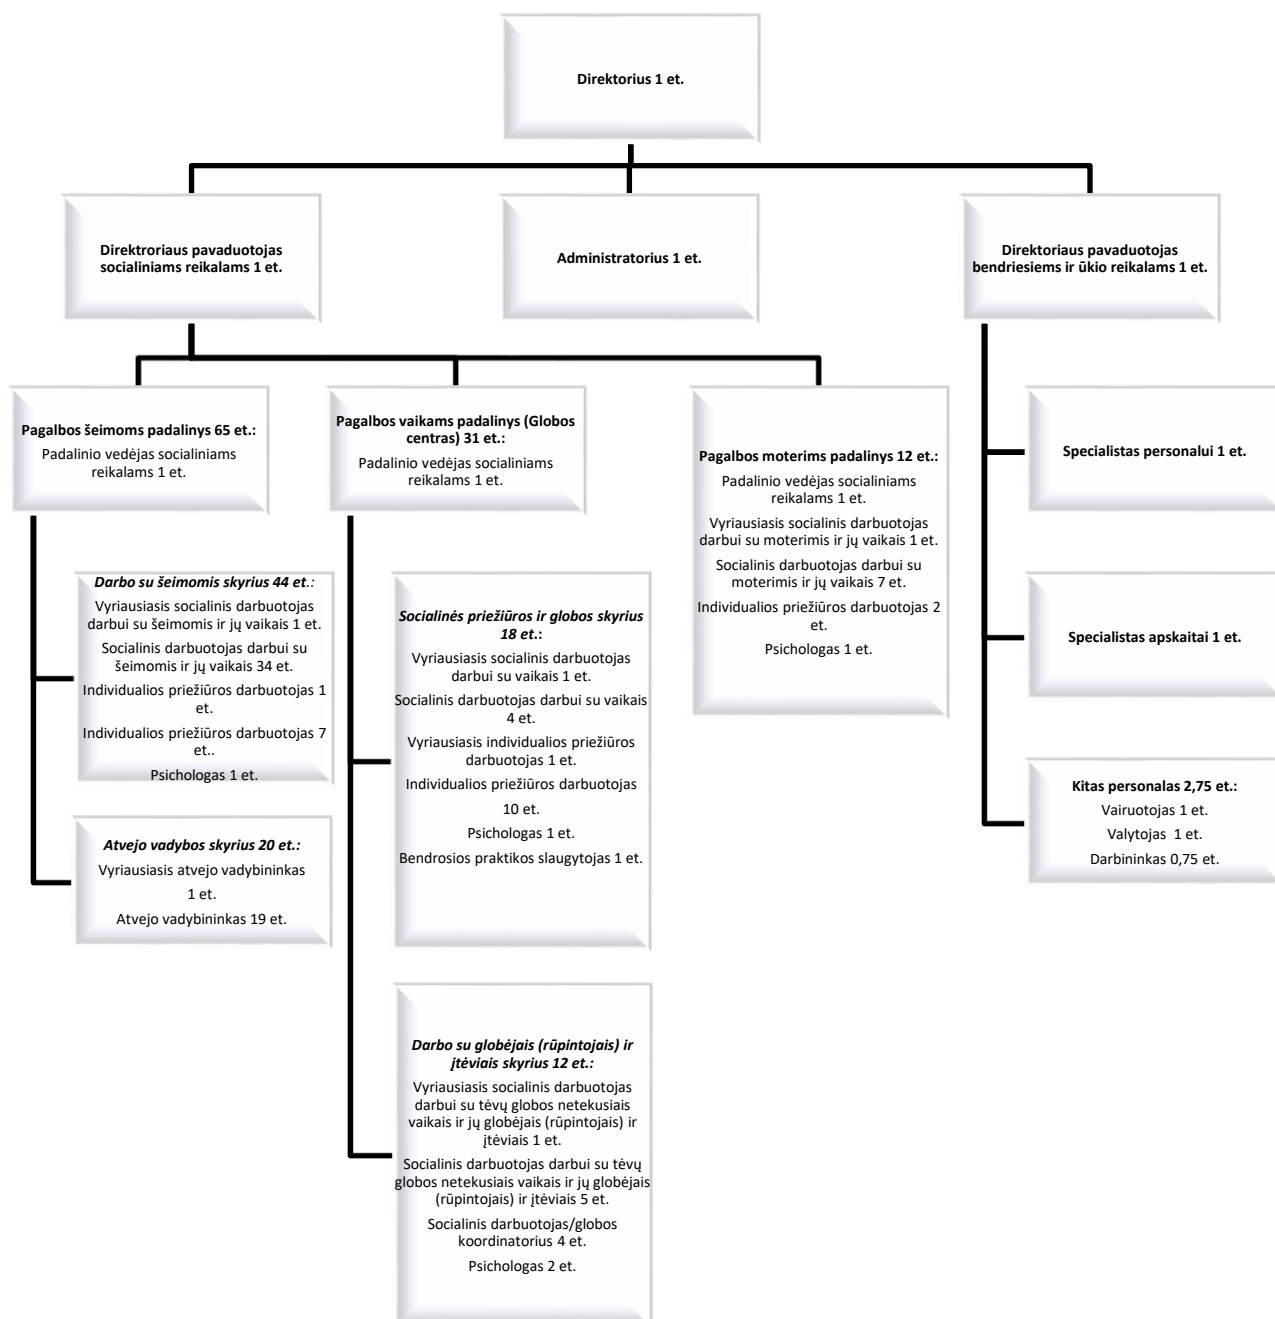 Direktorius 1 et.
Direktroriaus pavaduotojas
socialiniams reikalams 1 et.
Administratorius 1 et.
Direktoriaus pavaduotojas
bendriesiems ir ūkio reikalams 1 et.
Pagalbos šeimoms padalinys 65 et.:
Padalinio vedėjas socialiniams
reikalams 1 et.
Darbo su šeimomis skyrius 44 et.:
Vyriausiasis socialinis darbuotojas
darbui su šeimomis ir jų vaikais 1 et.
Socialinis darbuotojas darbui su
šeimomis ir jų vaikais 34 et.
Individualios priežiūros darbuotojas 1
et.
Individualios priežiūros darbuotojas 7
et..
Psichologas 1 et.
Atvejo vadybos skyrius 20 et.:
Vyriausiasis atvejo vadybininkas
1 et.
Atvejo vadybininkas 19 et.
Pagalbos vaikams padalinys (Globos
centras) 31 et.:
Padalinio vedėjas socialiniams
reikalams 1 et.
Socialinės priežiūros ir globos skyrius
18 et.:
Vyriausiasis socialinis darbuotojas
darbui su vaikais 1 et.
Socialinis darbuotojas darbui su vaikais
4 et.
Vyriausiasis individualios priežiūros
darbuotojas 1 et.
Individualios priežiūros darbuotojas
10 et.
Psichologas 1 et.
Bendrosios praktikos slaugytojas 1 et.
Darbo su globėjais (rūpintojais) ir
įtėviais skyrius 12 et.:
Vyriausiasis socialinis darbuotojas
darbui su tėvų globos netekusiais
vaikais ir jų globėjais (rūpintojais) ir
įtėviais 1 et.
Socialinis darbuotojas darbui su tėvų
globos netekusiais vaikais ir jų globėjais
(rūpintojais) ir įtėviais 5 et.
Socialinis darbuotojas/globos
koordinatorius 4 et.
Psichologas 2 et.
Pagalbos moterims padalinys 12 et.:
Padalinio vedėjas socialiniams
reikalams 1 et.
Vyriausiasis socialinis darbuotojas
darbui su moterimis ir jų vaikais 1 et.
Socialinis darbuotojas darbui su
moterimis ir jų vaikais 7 et.
Individualios priežiūros darbuotojas 2
et.
Psichologas 1 et.
Specialistas personalui 1 et.
Specialistas apskaitai 1 et.
Kitas personalas 2,75 et.:
Vairuotojas 1 et.
Valytojas 1 et.
Darbininkas 0,75 et.